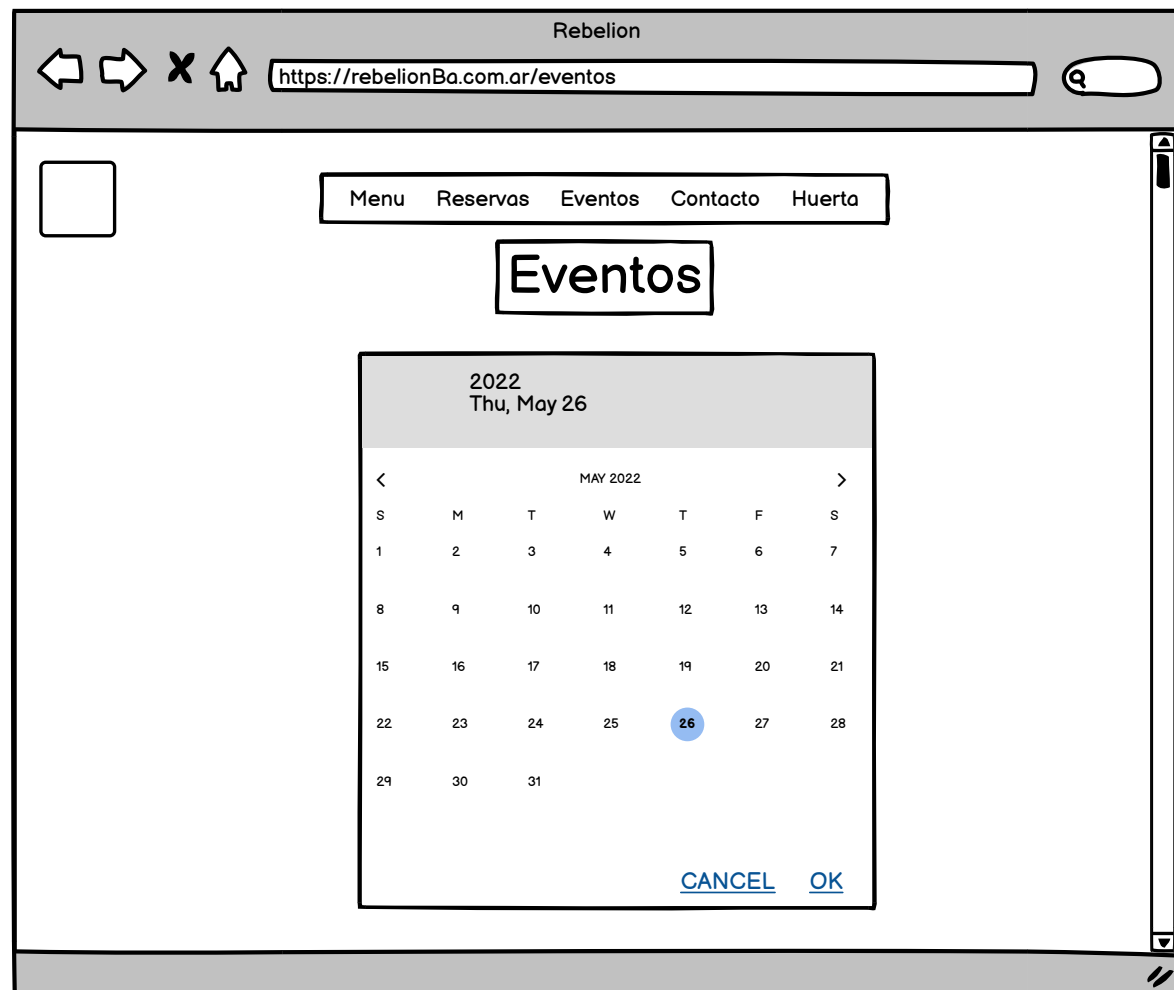 Rebelion
https://rebelionBa.com.ar/eventos
Menu Reservas Eventos Contacto Huerta
Eventos
2022
Thu, May 26
MAY 2022
S M T W T F S
1 2 3 4 5 6 7
8 9 10 11 12 13 14
15 16 17 18 19 20 21
22 23 24 25 26 27 28
29 30 31
CANCEL OK